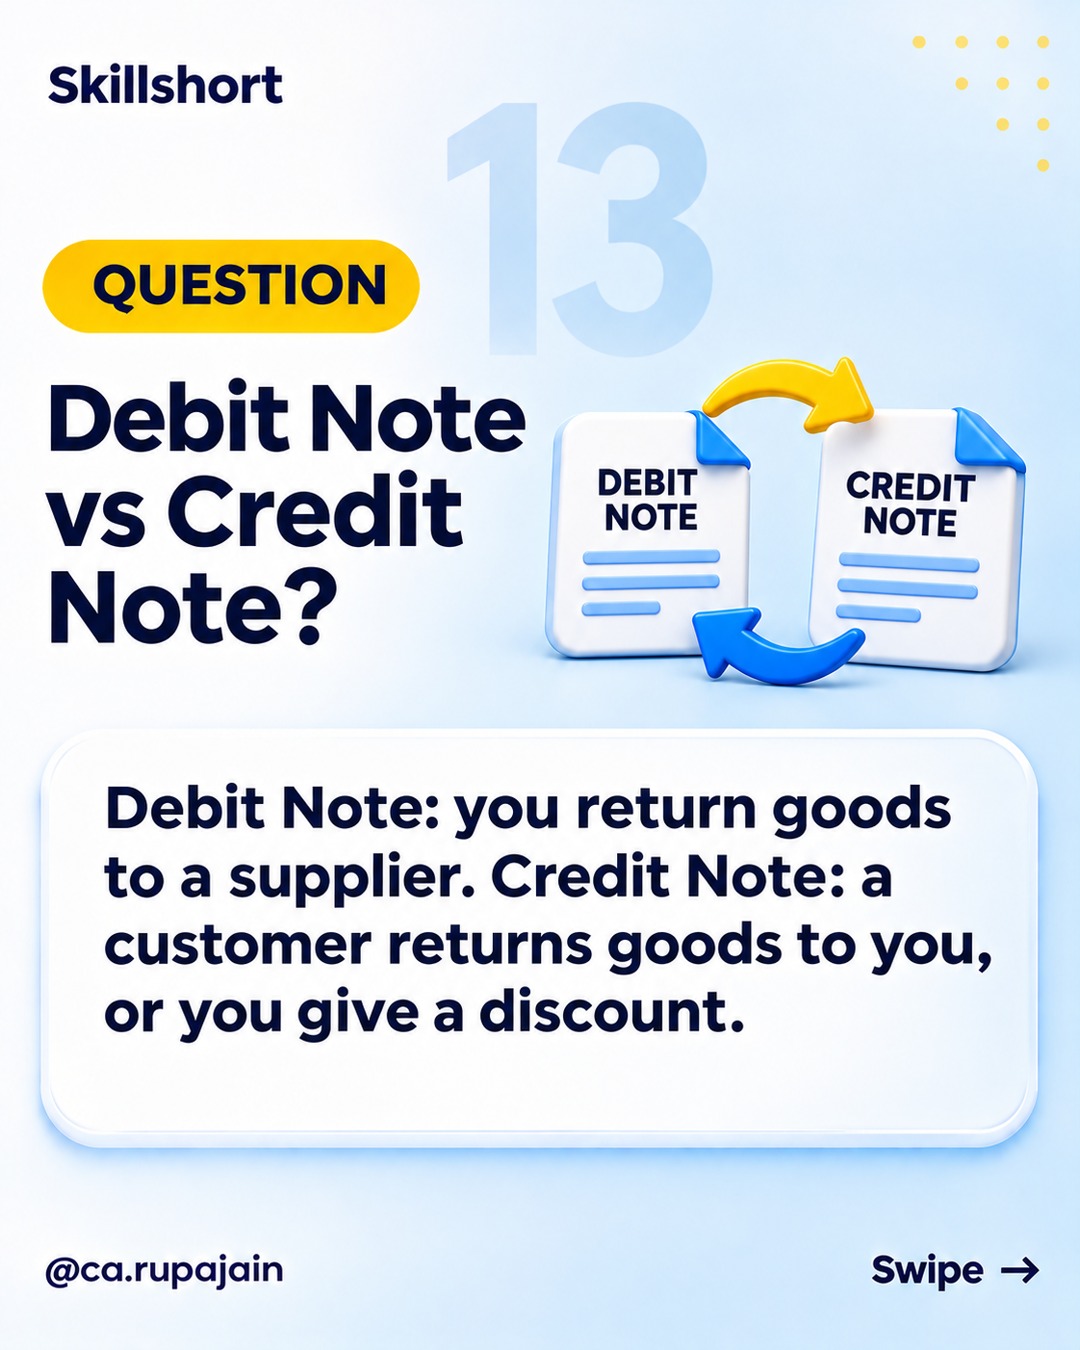 Skillshort
13
QUESTION
Debit Note
vs Credit
Note?
DEBIT
NOTE
CREDIT
NOTE
Debit Note: you return goods
to a supplier. Credit Note: a
customer returns goods to you,
or you give a discount.
@ca.rupajain
Swipe →